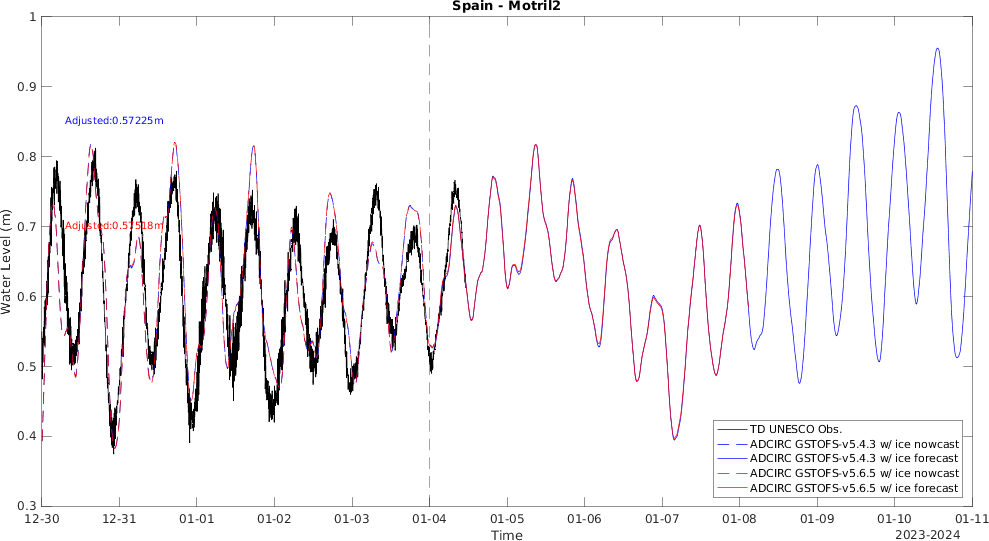 Spain - Motril2
Water Level (m)
1
0.9
0.8
0.7
0.6
0.5
0.4
0.3
Adjusted:0.57225m
Adjusted:0.57518m
TD UNESCO Obs.
ADCIRC GSTOFS-v5.4.3 w/ ice nowcast
ADCIRC GSTOFS-v5.4.3 w/ ice forecast
ADCIRC GSTOFS-v5.6.5 w/ ice nowcast
ADCIRC GSTOFS-v5.6.5 w/ ice forecast
12-30 12-31 01-01 01-02 01-03 01-04 01-05 01-06 01-07 01-08 01-09 01-10 01-11
Time
2023-2024